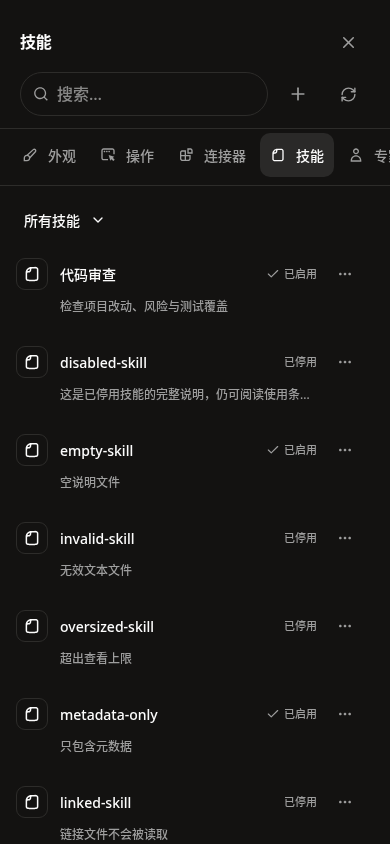 技能
搜索...
外观 操作 连接器 技能
所有技能
代码审查 已启用
检查项目改动、风险与测试覆盖
disabled-skill 已停用
这是已停用技能的完整说明，仍可阅读使用条...
empty-skill 已启用
空说明文件
invalid-skill 已停用
无效文本文件
oversized-skill 已停用
超出查看上限
metadata-only 已启用
只包含元数据
linked-skill 已停用
链接文件不会被读取